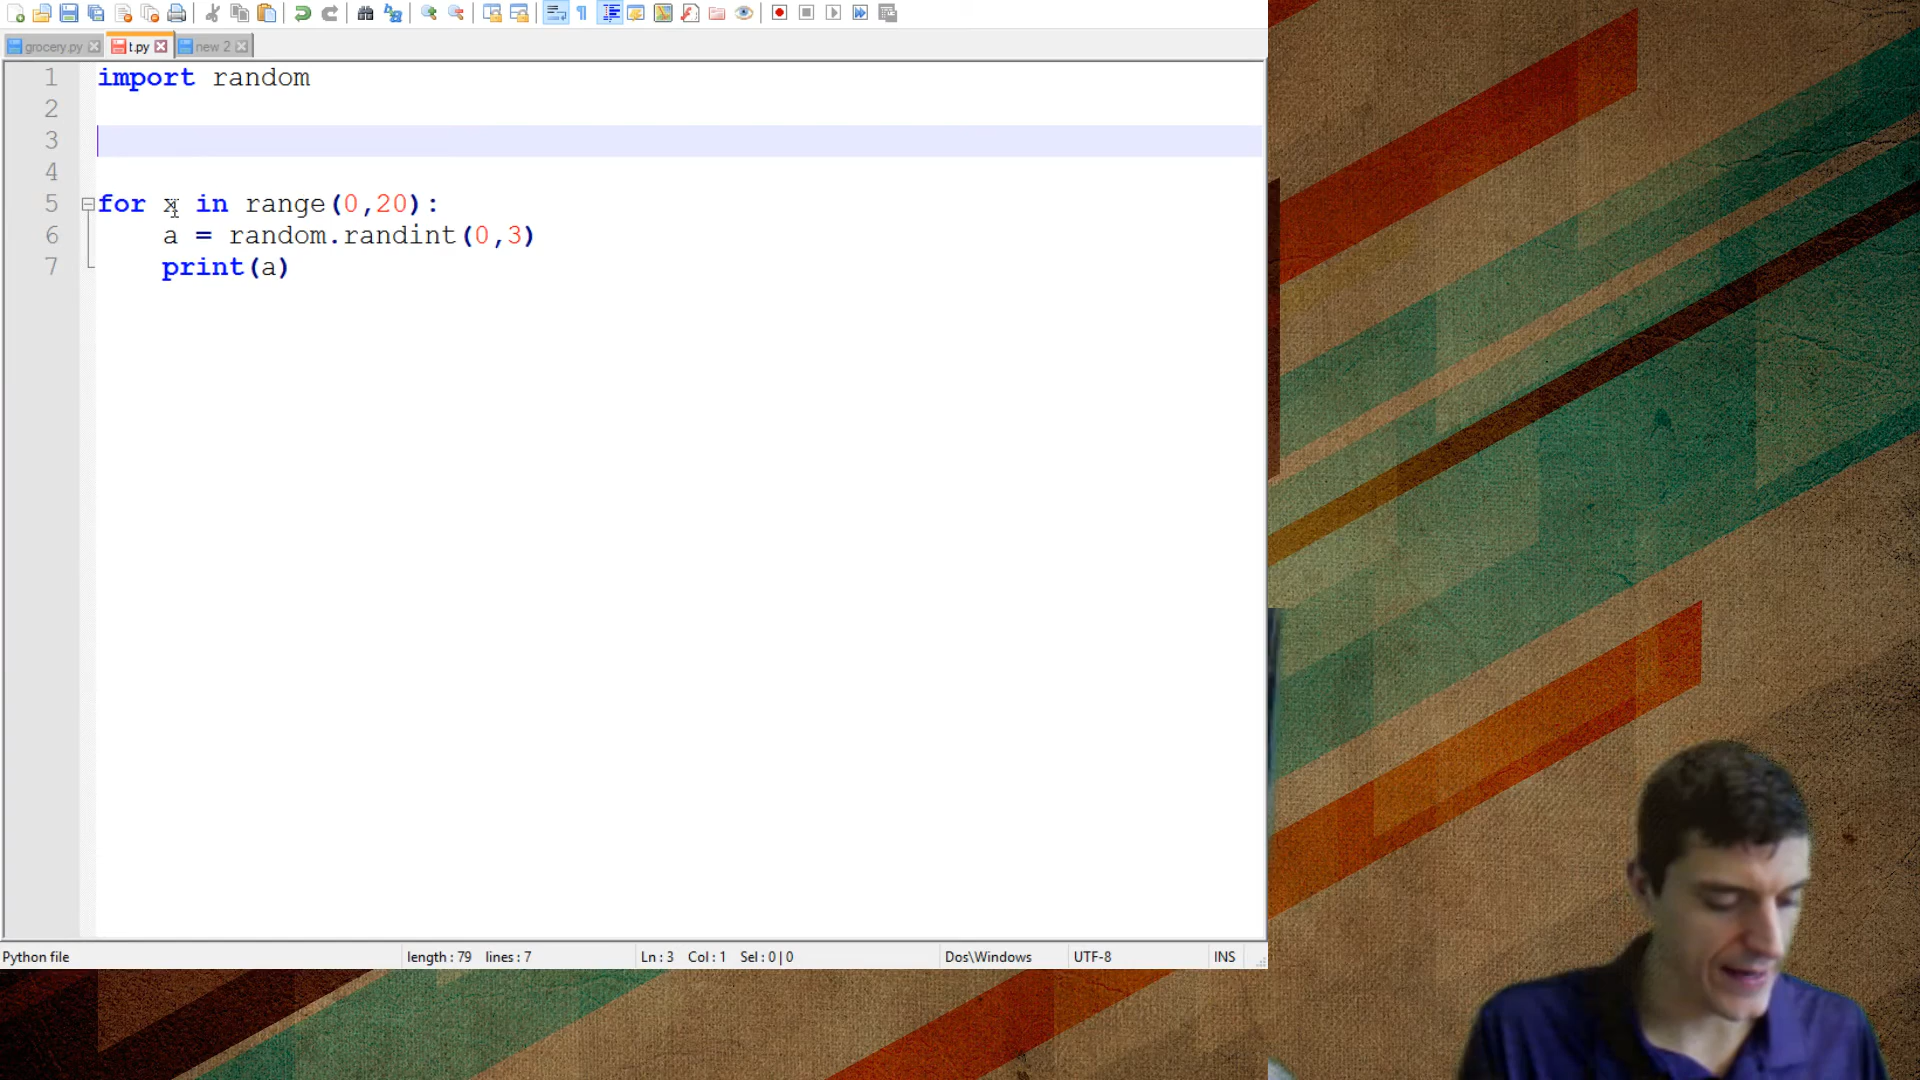 grocery.py t.py new 2
1 import random
2
3
4
5 for x in range(0,20):
6 a = random.randint(0,3)
7 print(a)
Python file length : 79 lines : 7 Ln : 3 Col : 1 Sel : 0 | 0 Dos\Windows UTF-8 INS